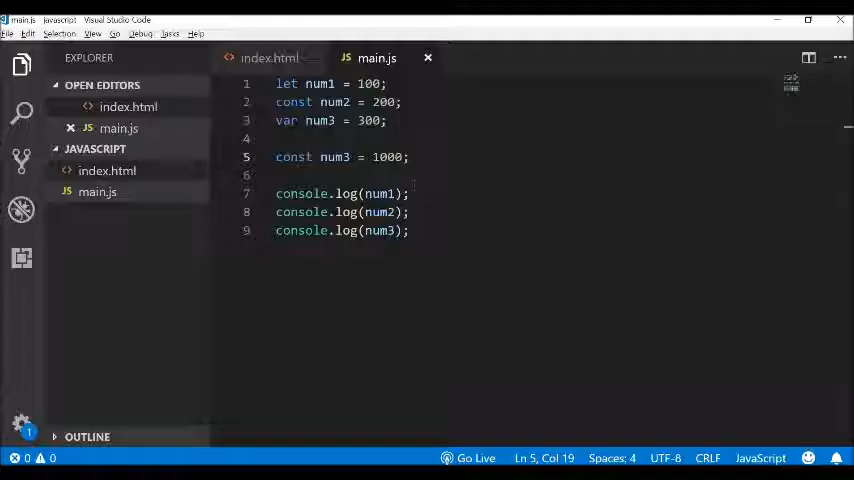 main.js javascript Visual Studio Code
File Edit Selection View Go Debug Tasks Help
EXPLORER
OPEN EDITORS
<> index.html
JS main.js
JAVASCRIPT
<> index.html
JS main.js
OUTLINE
<> index.html JS main.js
1 let num1 = 100;
2 const num2 = 200;
3 var num3 = 300;
4
5 const num3 = 1000;
6
7 console.log(num1);
8 console.log(num2);
9 console.log(num3);
1
0 0 Go Live Ln 5, Col 19 Spaces: 4 UTF-8 CRLF JavaScript